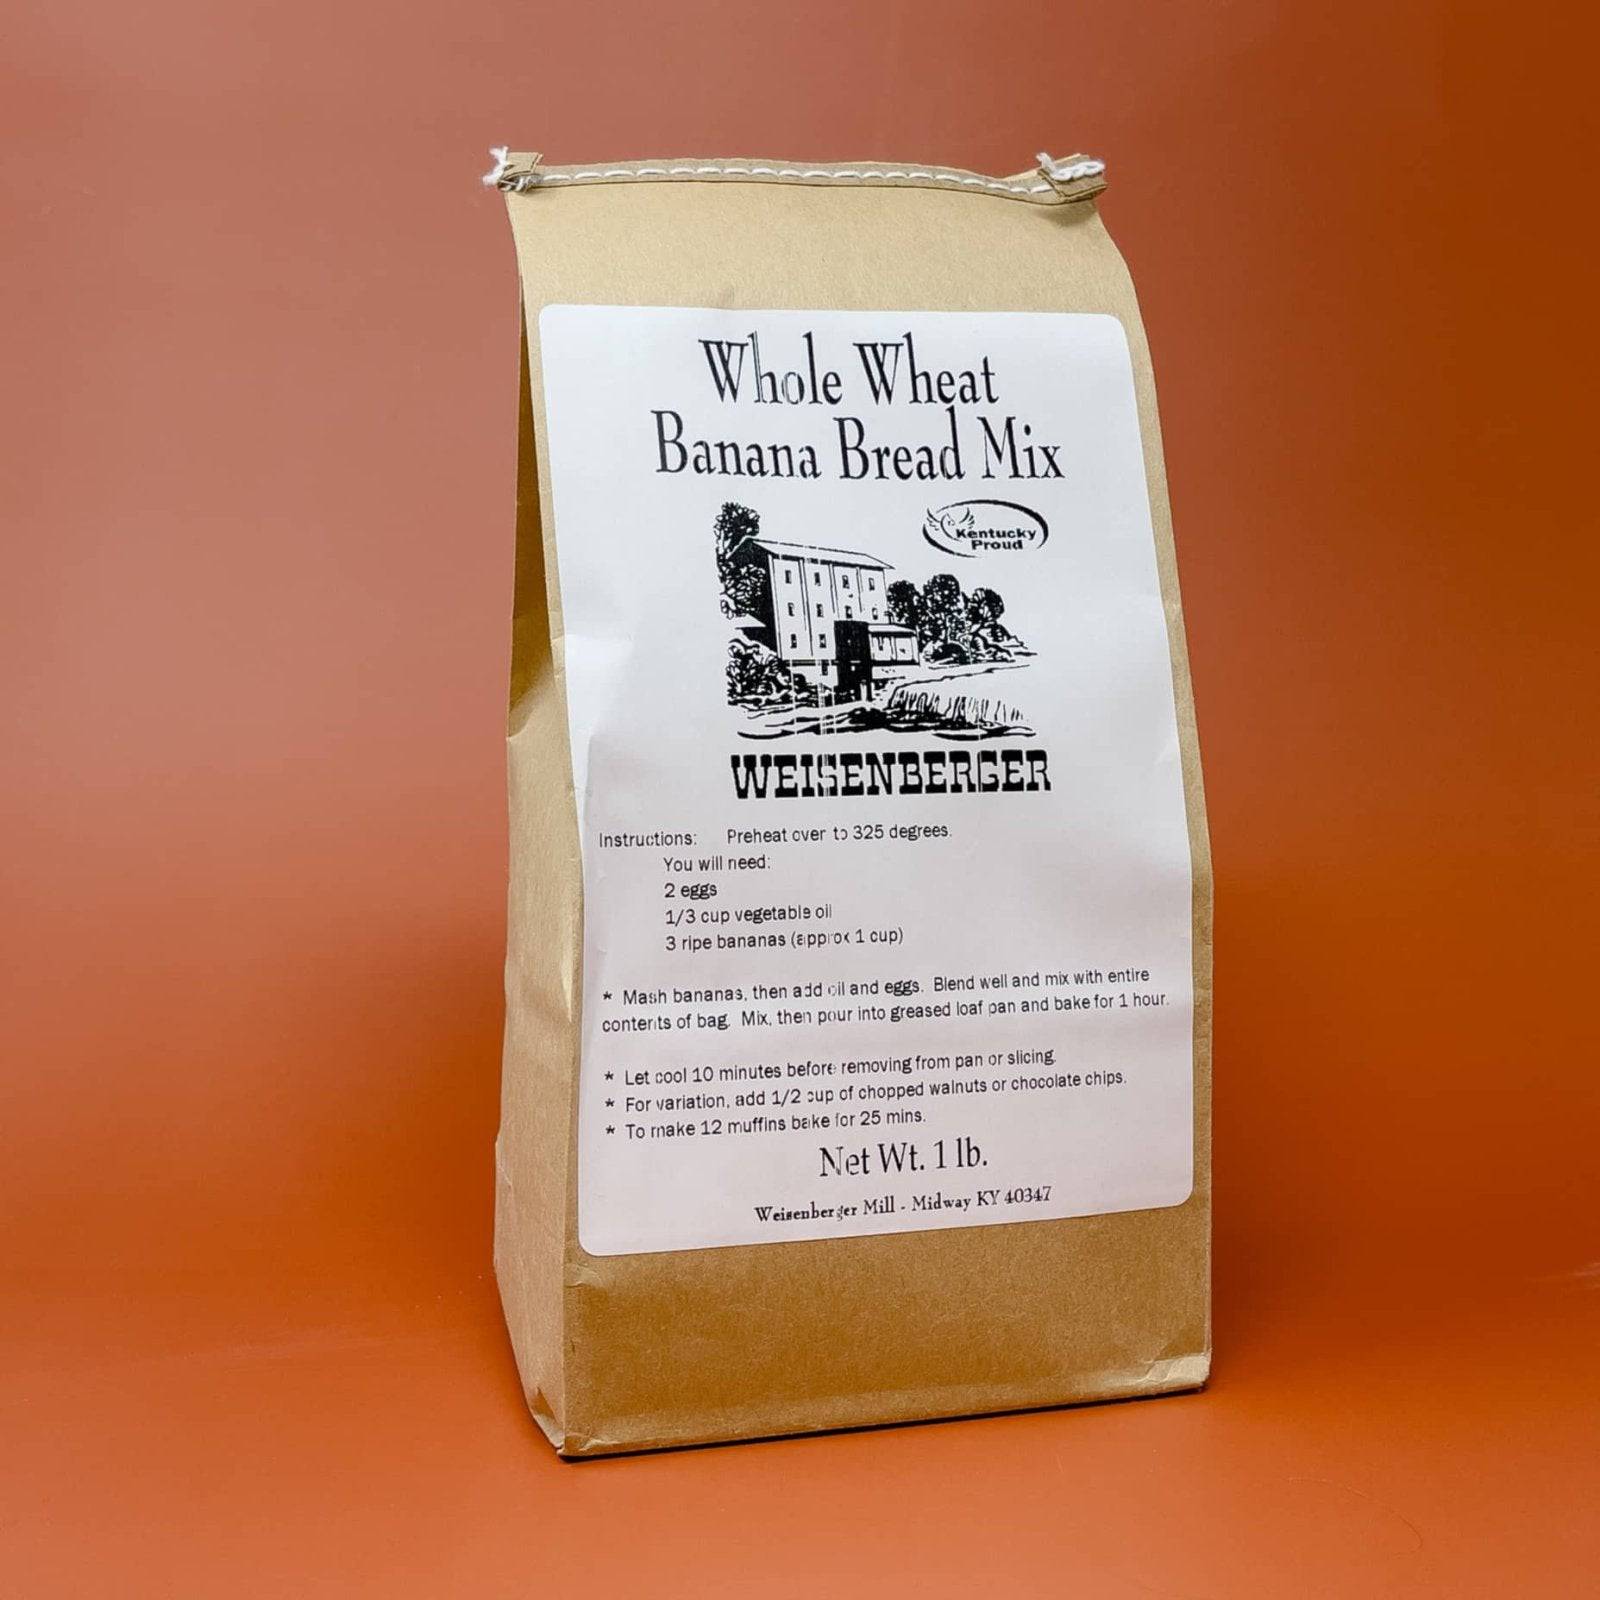 Whole Wheat
Banana Bread Mix
Kentucky
Proud
WEISENBERGER
Instructions: Preheat over to 325 degrees.
You will need:
2 eggs
1/3 cup vegetable oil
3 ripe bananas (approx 1 cup)
* Mash bananas, then add oil and eggs. Blend well and mix with entire
contents of bag. Mix, then pour into greased loaf pan and bake for 1 hour.
* Let cool 10 minutes before removing from pan or slicing.
* For variation, add 1/2 cup of chopped walnuts or chocolate chips.
* To make 12 muffins bake for 25 mins.
Net Wt. 1 lb.
Weisenberger Mill - Midway KY 40347